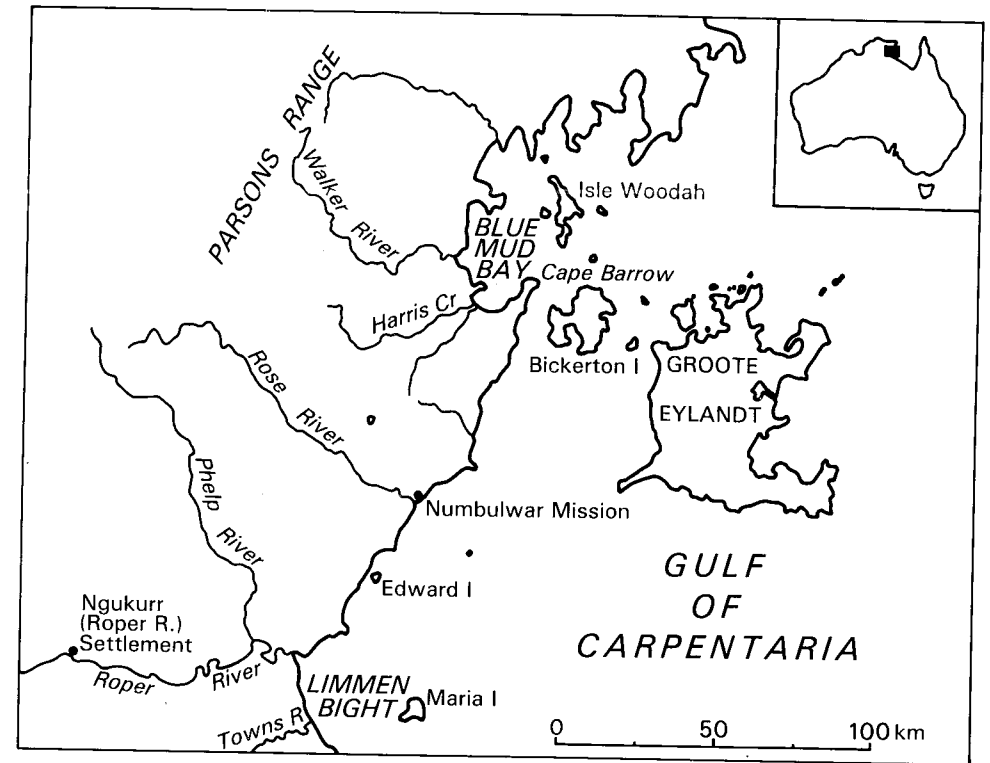 PARSONS RANGE
Walker River
Isle Woodah
BLUE
MUD
BAY
Cape Barrow
Harris Cr
Bickerton I
GROOTE
EYLANDT
Rose River
Phelp River
Numbulwar Mission
Edward I
GULF
OF
CARPENTARIA
Ngukurr
(Roper R.)
Settlement
Roper River
LIMMEN
BIGHT
Maria I
Towns R
0 50 100 km